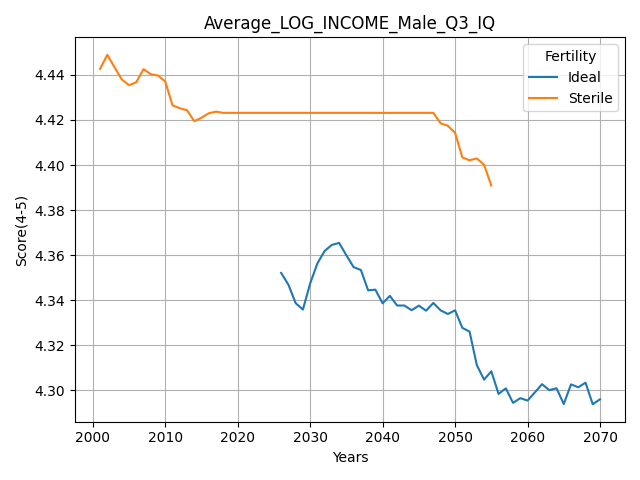 Average_LOG_INCOME_Male_Q3_IQ
Fertility
Ideal
Sterile
Score(4-5)
4.44
4.42
4.40
4.38
4.36
4.34
4.32
4.30
2000 2010 2020 2030 2040 2050 2060 2070
Years